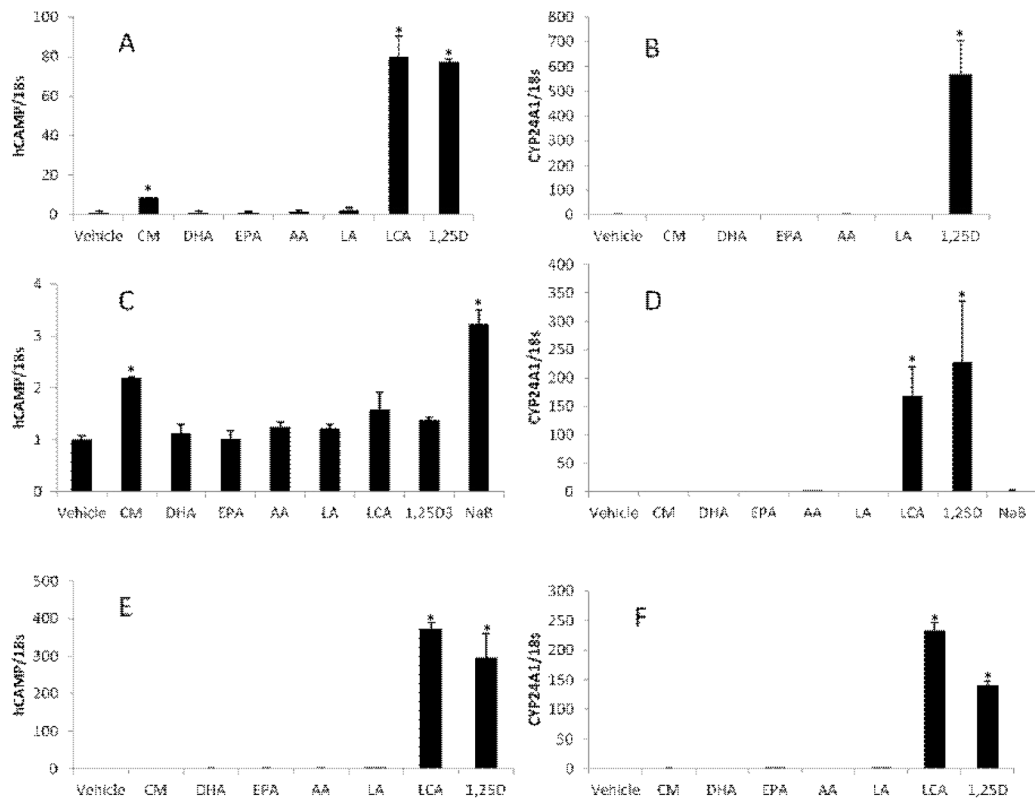 A
hCAMP/18s
100
80
60
40
20
0
* * *
Vehicle CM DHA EPA AA LA LCA 1,25D
B
CYP24A1/18s
800
700
600
500
400
300
200
100
0
*
Vehicle CM DHA EPA AA LA 1,25D
C
hCAMP/18s
4
3
2
1
0
* *
Vehicle CM DHA EPA AA LA LCA 1,25D3 NaB
D
CYP24A1/18s
400
350
300
250
200
150
100
50
0
* *
Vehicle CM DHA EPA AA LA LCA 1,25D NaB
E
hCAMP/18s
500
400
300
200
100
0
* *
Vehicle CM DHA EPA AA LA LCA 1,25D
F
CYP24A1/18s
300
250
200
150
100
50
0
* *
Vehicle CM DHA EPA AA LA LCA 1,25D